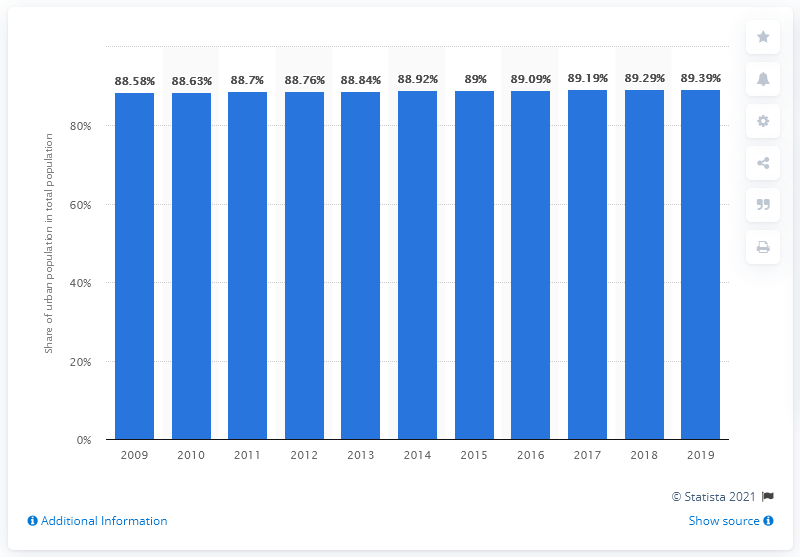 88.58% 88.63% 88.7% 88.76% 88.84% 88.92% 89% 89.09% 89.19% 89.29% 89.39%
Share of urban population in total population
80%
60%
40%
20%
0%
2009 2010 2011 2012 2013 2014 2015 2016 2017 2018 2019
© Statista 2021
Additional Information
Show source